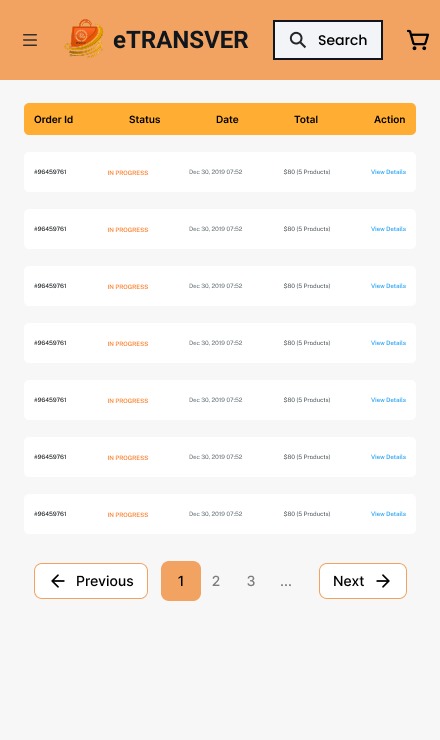 eTRANSVER Search
Order Id Status Date Total Action
#96459761 IN PROGRESS Dec 30, 2019 07:52 $80 (5 Products) View Details
#96459761 IN PROGRESS Dec 30, 2019 07:52 $80 (5 Products) View Details
#96459761 IN PROGRESS Dec 30, 2019 07:52 $80 (5 Products) View Details
#96459761 IN PROGRESS Dec 30, 2019 07:52 $80 (5 Products) View Details
#96459761 IN PROGRESS Dec 30, 2019 07:52 $80 (5 Products) View Details
#96459761 IN PROGRESS Dec 30, 2019 07:52 $80 (5 Products) View Details
#96459761 IN PROGRESS Dec 30, 2019 07:52 $80 (5 Products) View Details
Previous 1 2 3 ... Next